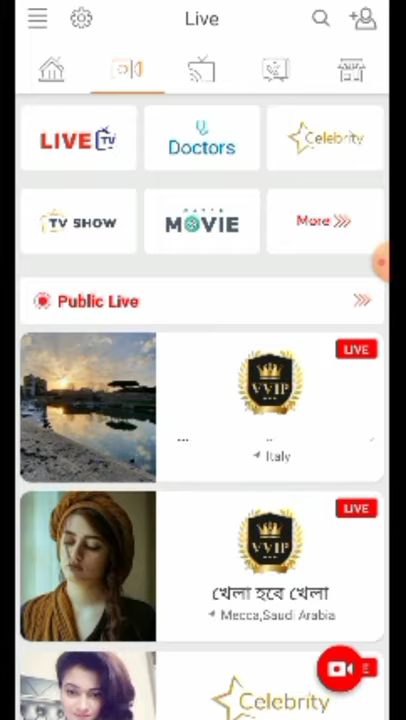 Live
LIVE TV
Doctors
Celebrity
TV SHOW
MOVIE
More >>>
Public Live
LIVE
VVIP
Italy
LIVE
VVIP
খেলা হবে খেলা
Mecca,Saudi Arabia
Celebrity